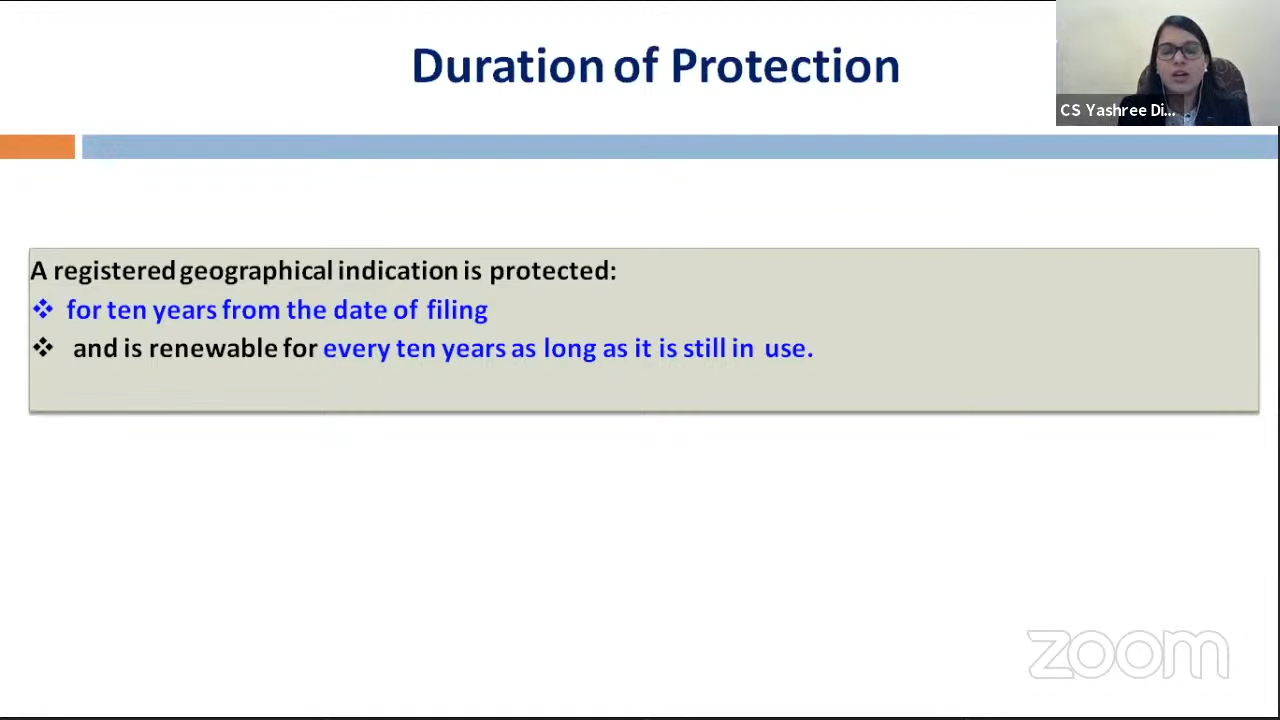 Duration of Protection
CS Yashree Di...
A registered geographical indication is protected:
❖ for ten years from the date of filing
❖ and is renewable for every ten years as long as it is still in use.
zoom